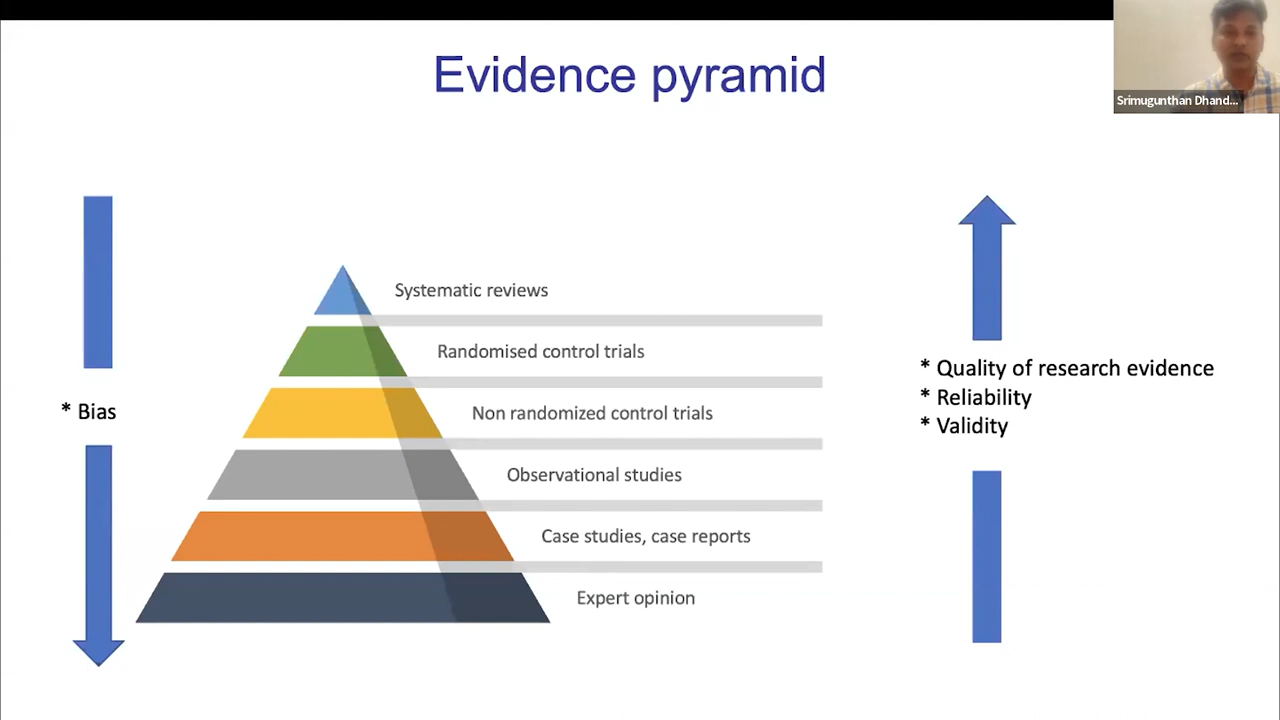 Evidence pyramid
Srimugunthan Dhand...
Systematic reviews
Randomised control trials
* Quality of research evidence
* Reliability
* Validity
* Bias
Non randomized control trials
Observational studies
Case studies, case reports
Expert opinion